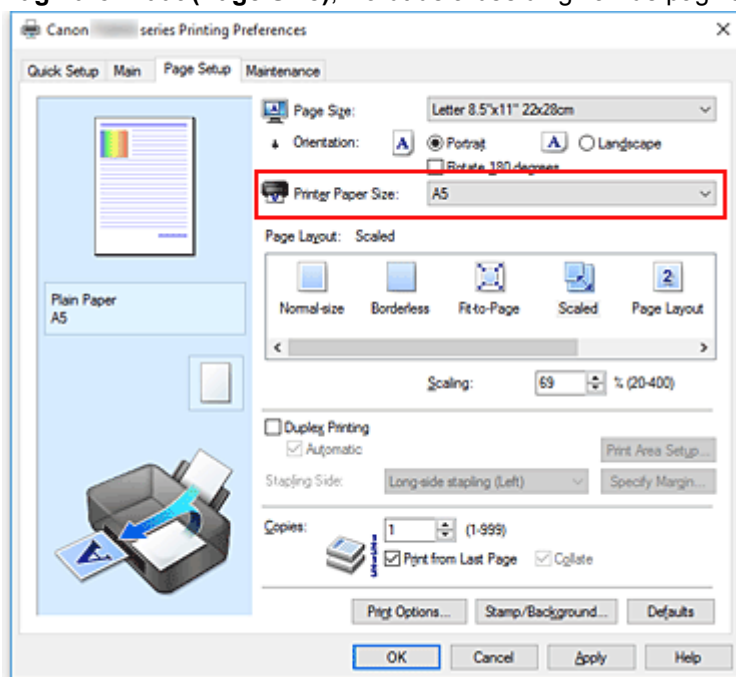 (Page Size)
Canon series Printing Preferences
Quick Setup Main Page Setup Maintenance
Page Size: Letter 8.5"x11" 22x28cm
Orientation: A Portrait A Landscape
Rotate 180 degrees
Printer Paper Size: A5
Page Layout: Scaled
2
Normal-size Borderless Fit-to-Page Scaled Page Layout
Plain Paper
A5
Scaling: 69 % (20-400)
Duplex Printing
Automatic
Print Area Setup...
Stapling Side: Long-side stapling (Left) Specify Margin...
Copies: 1 (1-999)
Print from Last Page Collate
A
Print Options... Stamp/Background... Defaults
OK Cancel Apply Help